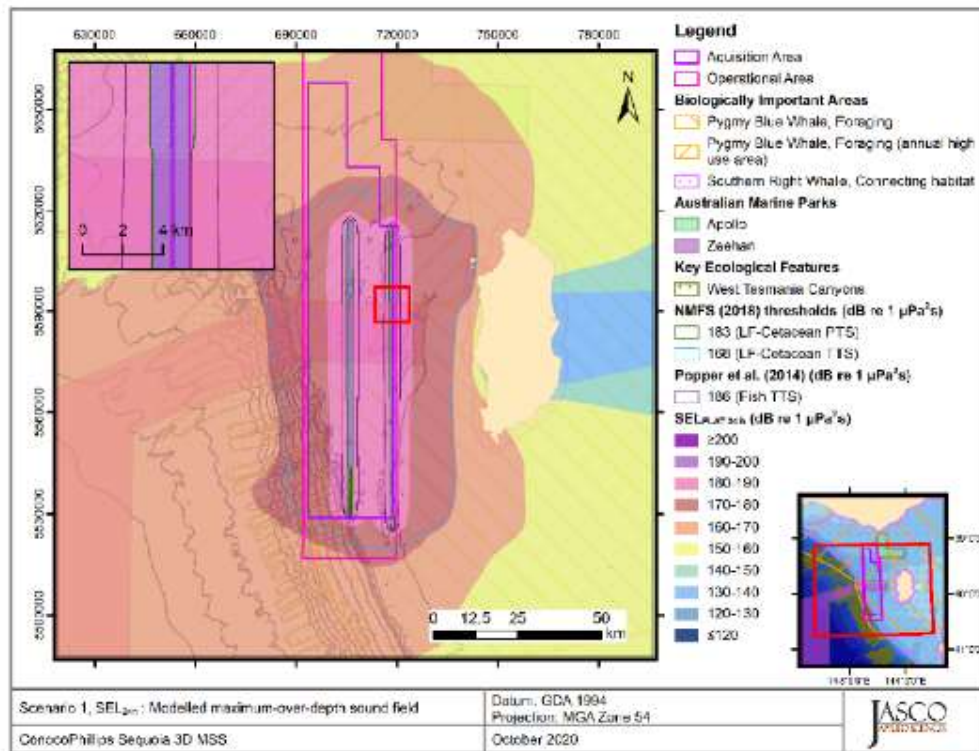 630000 660000 690000 720000 750000 780000
N
0 2 4 km
0 12.5 25 50
km
Legend
Acquisition Area
Operational Area
Biologically Important Areas
Pygmy Blue Whale, Foraging
Pygmy Blue Whale, Foraging (annual high
use area)
Southern Right Whale, Connecting habitat
Australian Marine Parks
Apollo
Zeehan
Key Ecological Features
West Tasmania Canyons
NMFS (2018) thresholds (dB re 1 µPa²s)
183 (LF-Cetacean PTS)
168 (LF-Cetacean TTS)
Popper et al. (2014) (dB re 1 µPa²s)
186 (Fish TTS)
(dB re 1 µPa²s)
≥200
190-200
180-190
170-180
160-170
150-160
140-150
130-140
120-130
≤120
Scenario 1, SEL24h: Modelled maximum-over-depth sound field
Datum: GDA 1994
Projection: MGA Zone 54
ConocoPhillips Sequoia 3D MSS
October 2020
JASCO
APPLIED SCIENCES